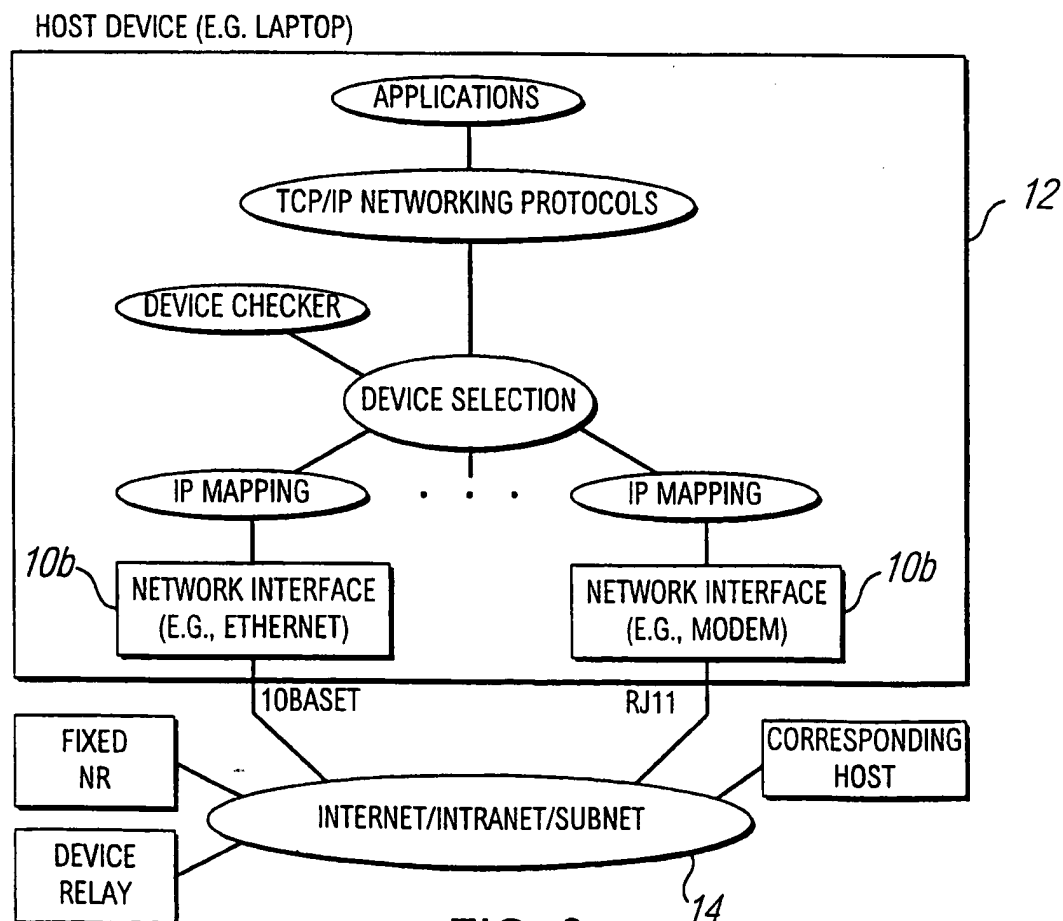 HOST DEVICE (E.G. LAPTOP)
APPLICATIONS
TCP/IP NETWORKING PROTOCOLS
12
DEVICE CHECKER
DEVICE SELECTION
IP MAPPING
. . .
IP MAPPING
10b
NETWORK INTERFACE
(E.G., ETHERNET)
NETWORK INTERFACE
(E.G., MODEM)
10b
10BASET
RJ11
FIXED
NR
CORRESPONDING
HOST
INTERNET/INTRANET/SUBNET
DEVICE
RELAY
14